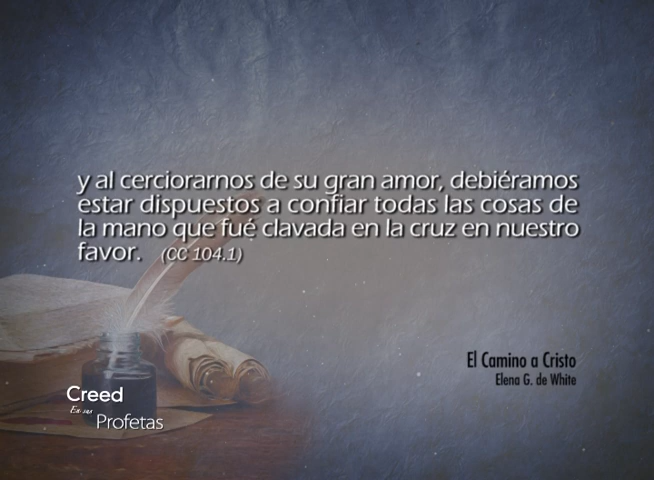 y al cerciorarnos de su gran amor, debiéramos
estar dispuestos a confiar todas las cosas de
la mano que fué clavada en la cruz en nuestro
favor. (CC 104.1)
El Camino a Cristo
Elena G. de White
Creed
En sus
Profetas